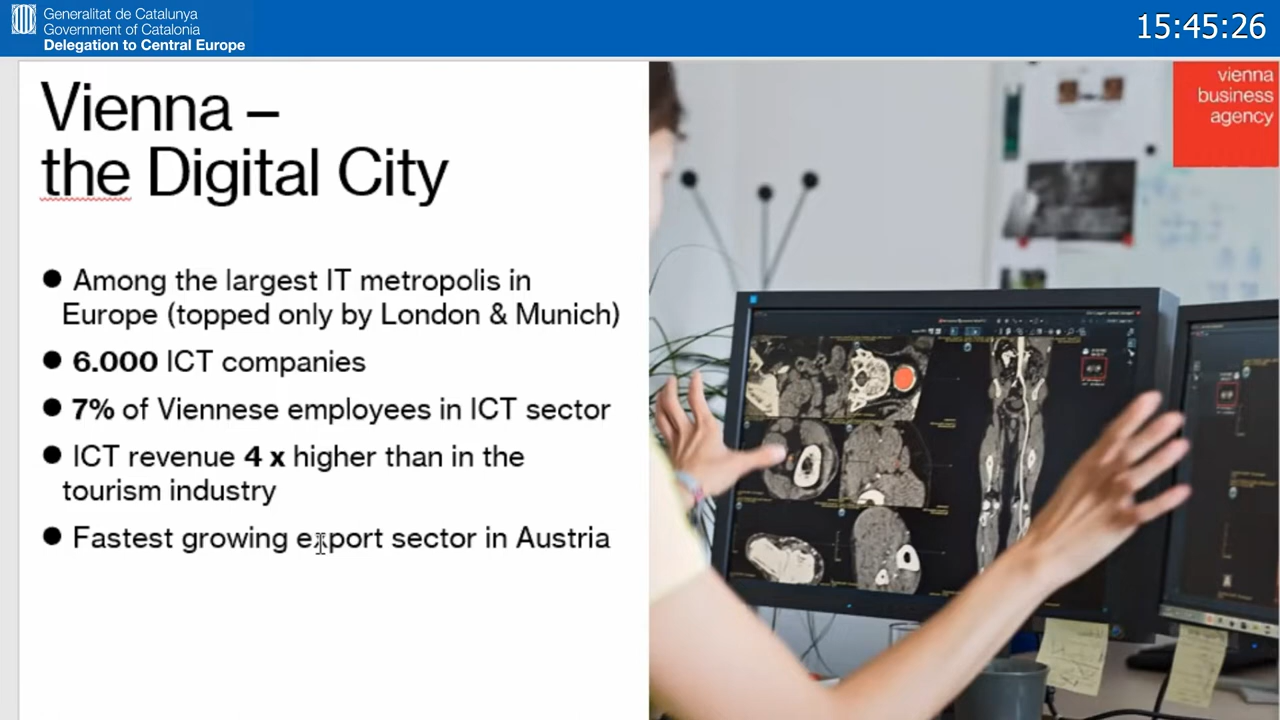 Generalitat de Catalunya
Government of Catalonia
Delegation to Central Europe
15:45:26
Vienna –
the Digital City
vienna
business
agency
● Among the largest IT metropolis in
Europe (topped only by London & Munich)
● 6.000 ICT companies
● 7% of Viennese employees in ICT sector
● ICT revenue 4 x higher than in the
tourism industry
● Fastest growing export sector in Austria